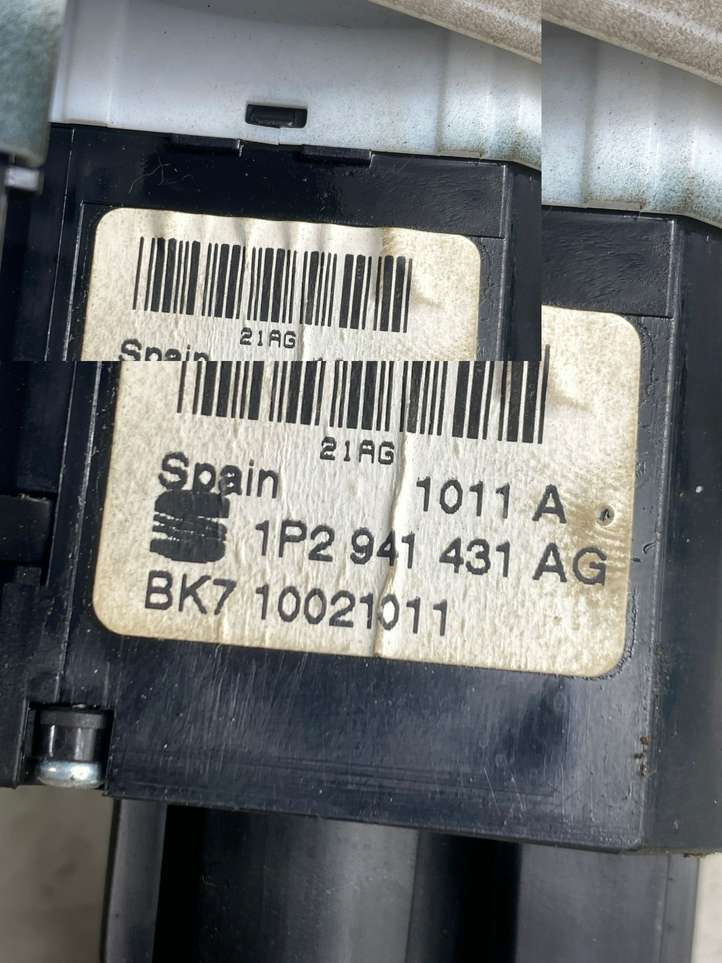 21AG
Spain
21AG
Spain 1011 A
1P2 941 431 AG
BK7 10021011